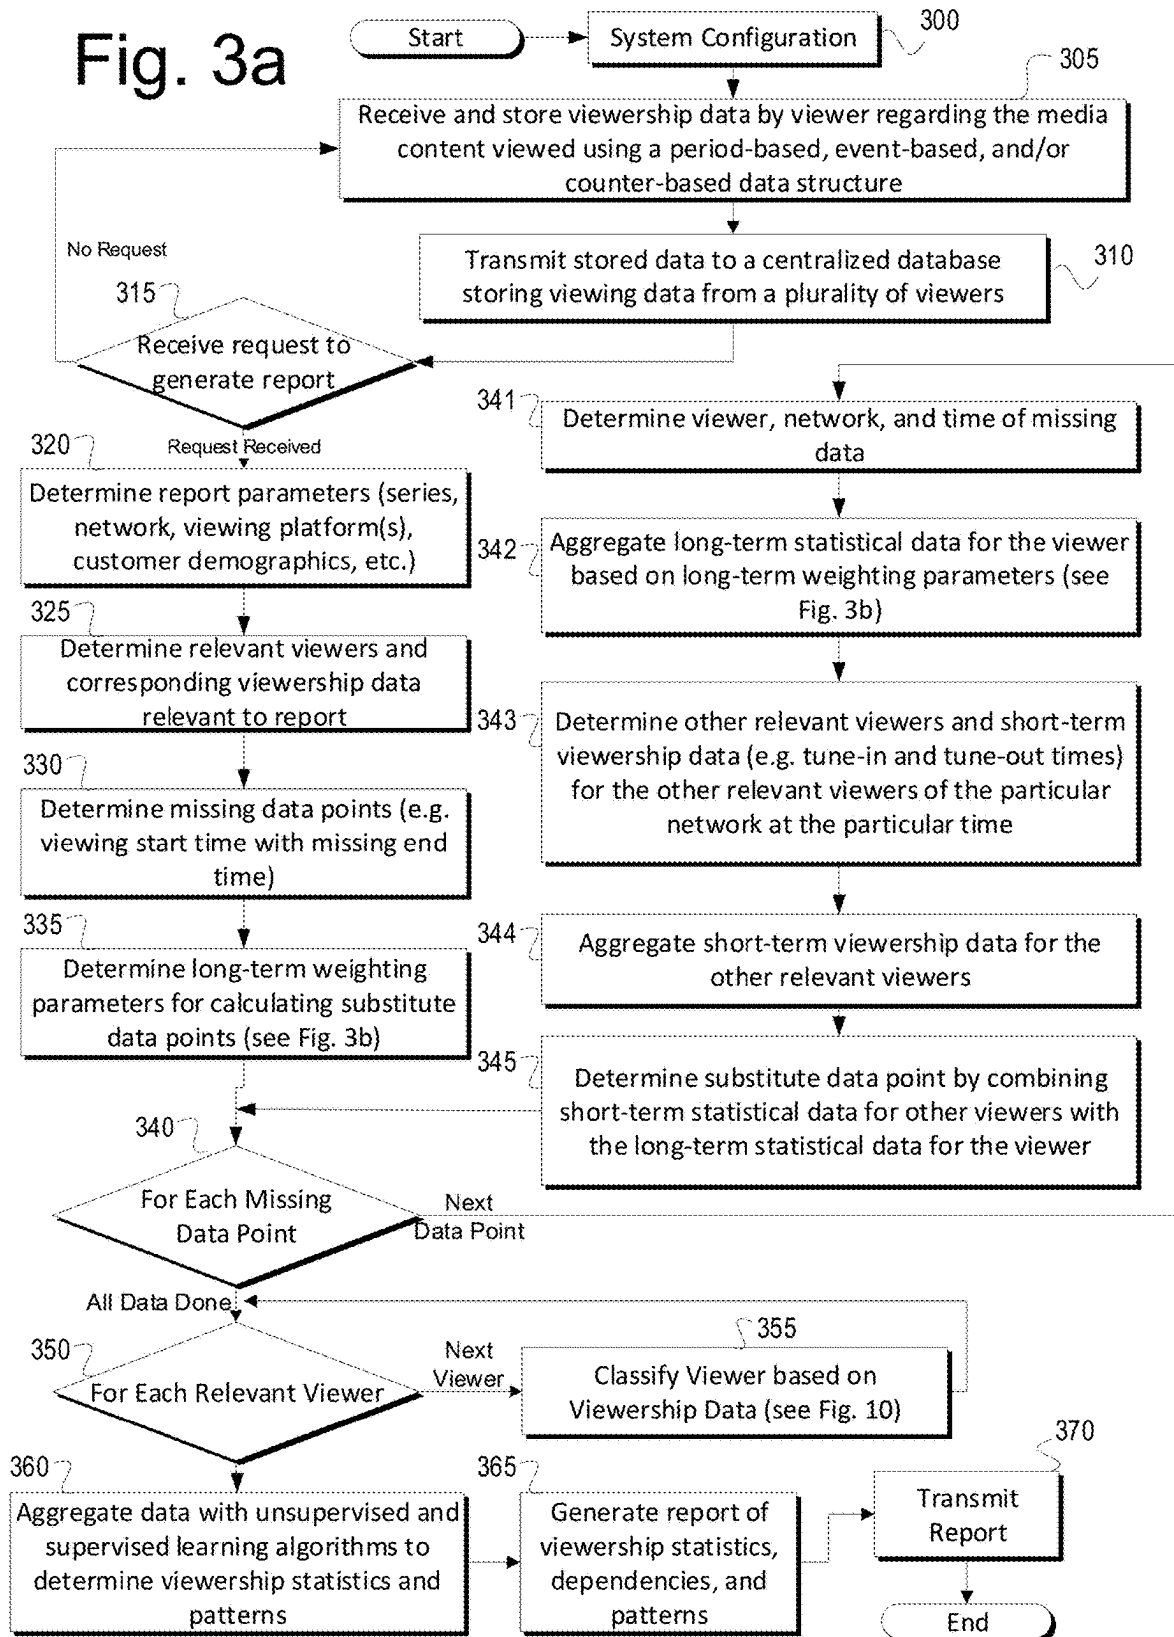 Fig. 3a
Start
System Configuration
300
305
Receive and store viewership data by viewer regarding the media
content viewed using a period-based, event-based, and/or
counter-based data structure
No Request
310
Transmit stored data to a centralized database
storing viewing data from a plurality of viewers
315
Receive request to
generate report
Request Received
320
Determine report parameters (series,
network, viewing platform(s),
customer demographics, etc.)
325
Determine relevant viewers and
corresponding viewership data
relevant to report
330
Determine missing data points (e.g.
viewing start time with missing end
time)
335
Determine long-term weighting
parameters for calculating substitute
data points (see Fig. 3b)
341
Determine viewer, network, and time of missing
data
342
Aggregate long-term statistical data for the viewer
based on long-term weighting parameters (see
Fig. 3b)
343
Determine other relevant viewers and short-term
viewership data (e.g. tune-in and tune-out times)
for the other relevant viewers of the particular
network at the particular time
344
Aggregate short-term viewership data for the
other relevant viewers
345
Determine substitute data point by combining
short-term statistical data for other viewers with
the long-term statistical data for the viewer
340
For Each Missing
Data Point
Next
Data Point
All Data Done
350
For Each Relevant Viewer
Next
Viewer
355
Classify Viewer based on
Viewership Data (see Fig. 10)
360
Aggregate data with unsupervised and
supervised learning algorithms to
determine viewership statistics and
patterns
365
Generate report of
viewership statistics,
dependencies, and
patterns
370
Transmit
Report
End